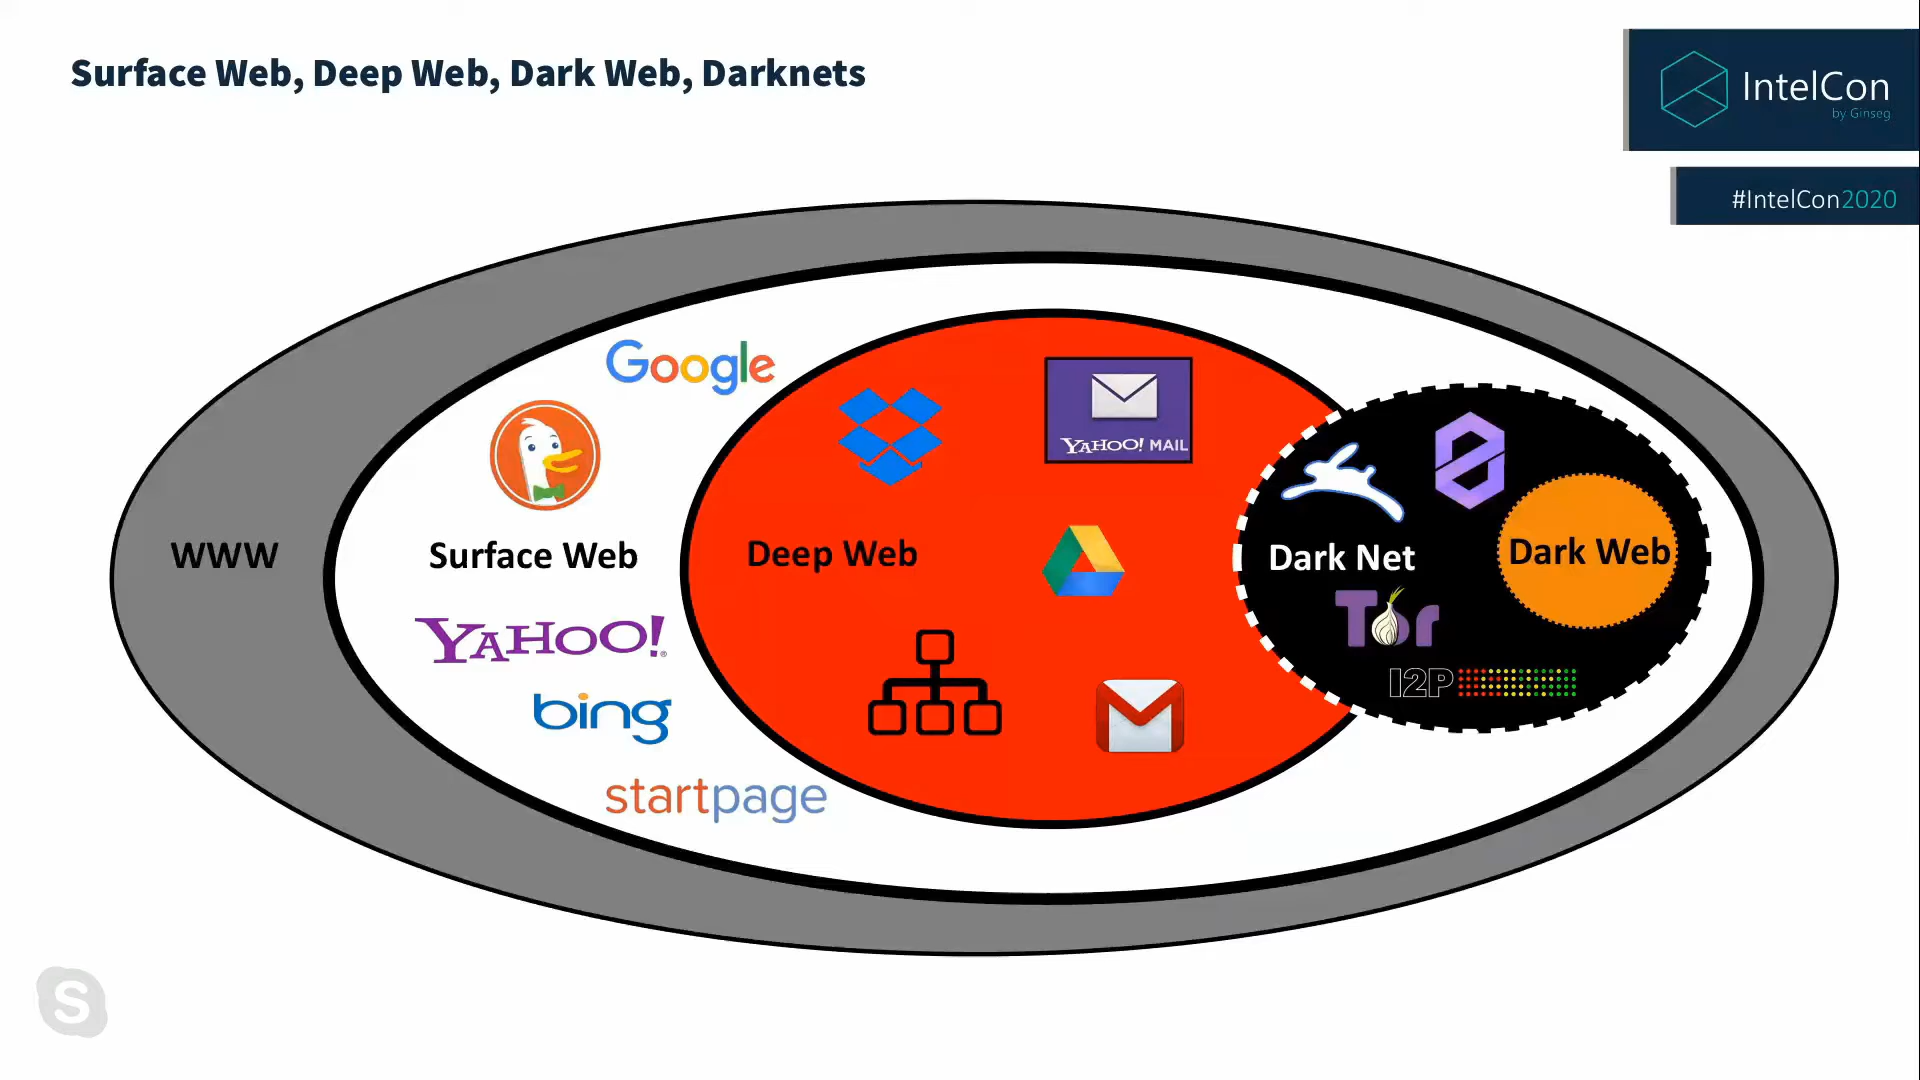 Surface Web, Deep Web, Dark Web, Darknets
IntelCon
by Ginseg
#IntelCon2020
Google
YAHOO! MAIL
WWW
Surface Web
Deep Web
Dark Net
Dark Web
YAHOO!
Tor
I2P
bing
startpage
S